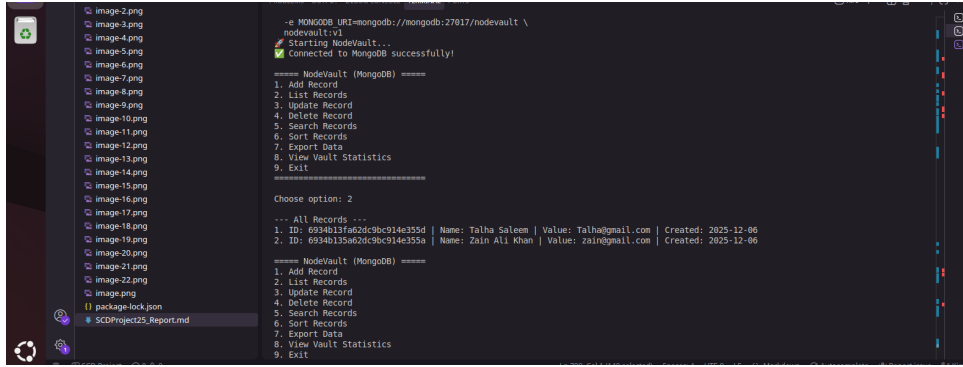 image-2.png
image-3.png
image-4.png
image-5.png
image-6.png
image-7.png
image-8.png
image-9.png
image-10.png
image-11.png
image-12.png
image-13.png
image-14.png
image-15.png
image-16.png
image-17.png
image-18.png
image-19.png
image-20.png
image-21.png
image-22.png
image.png
{} package-lock.json
SCDProject25_Report.md
-e MONGODB_URI=mongodb://mongodb:27017/nodevault \
nodevault:v1
🚀 Starting NodeVault...
✅ Connected to MongoDB successfully!
===== NodeVault (MongoDB) =====
1. Add Record
2. List Records
3. Update Record
4. Delete Record
5. Search Records
6. Sort Records
7. Export Data
8. View Vault Statistics
9. Exit
===============================
Choose option: 2
--- All Records ---
1. ID: 6934b13fa62dc9bc914e355d | Name: Talha Saleem | Value: Talha@gmail.com | Created: 2025-12-06
2. ID: 6934b135a62dc9bc914e355a | Name: Zain Ali Khan | Value: zain@gmail.com | Created: 2025-12-06
===== NodeVault (MongoDB) =====
1. Add Record
2. List Records
3. Update Record
4. Delete Record
5. Search Records
6. Sort Records
7. Export Data
8. View Vault Statistics
9. Exit